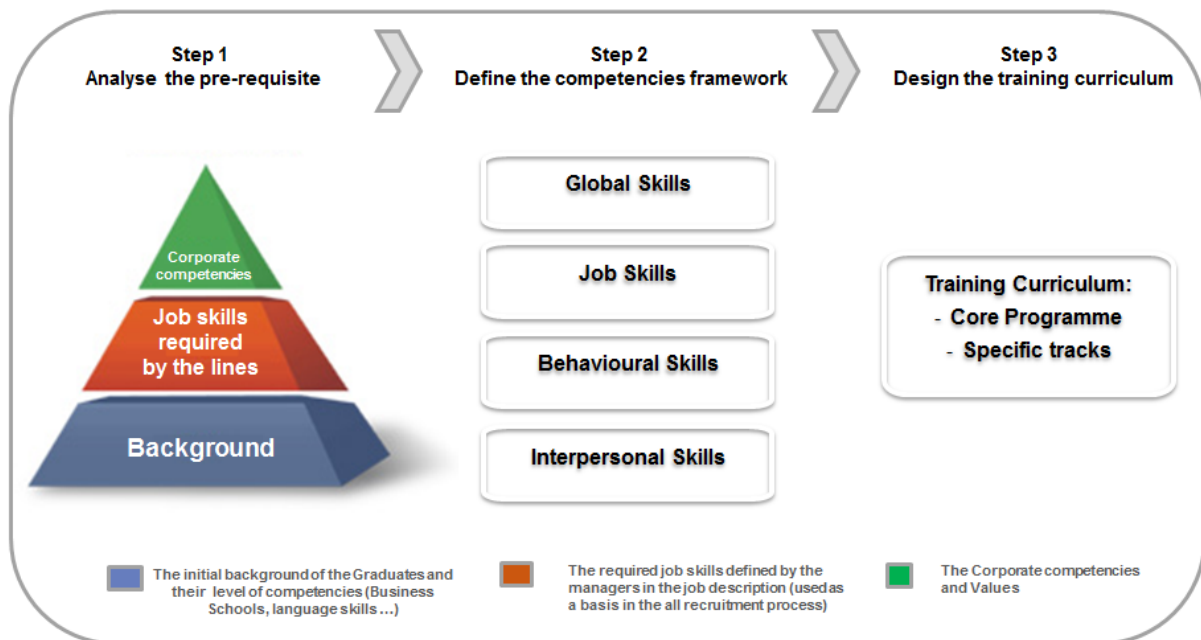 Step 1
Analyse the pre-requisite
Step 2
Define the competencies framework
Step 3
Design the training curriculum
Corporate
competencies
Job skills
required
by the lines
Background
Global Skills
Job Skills
Behavioural Skills
Interpersonal Skills
Training Curriculum:
- Core Programme
- Specific tracks
The initial background of the Graduates and
their level of competencies (Business
Schools, language skills ...)
The required job skills defined by the
managers in the job description (used as
a basis in the all recruitment process)
The Corporate competencies
and Values